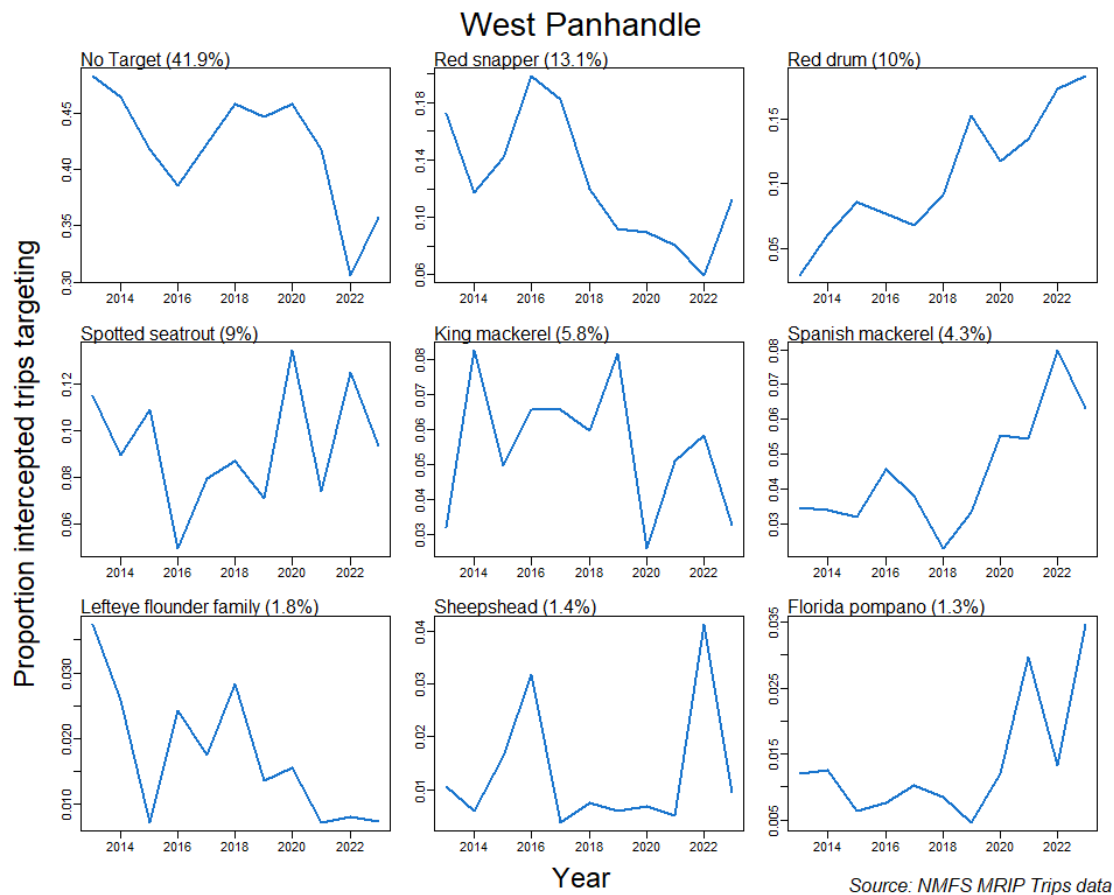 West Panhandle
No Target (41.9%)
Red snapper (13.1%)
Red drum (10%)
0.30 0.35 0.40 0.45
0.06 0.10 0.14 0.18
0.05 0.10 0.15
2014 2016 2018 2020 2022
2014 2016 2018 2020 2022
2014 2016 2018 2020 2022
Proportion intercepted trips targeting
Spotted seatrout (9%)
King mackerel (5.8%)
Spanish mackerel (4.3%)
0.06 0.08 0.10 0.12
0.03 0.04 0.05 0.06 0.07 0.08
0.03 0.04 0.05 0.06 0.07 0.08
2014 2016 2018 2020 2022
2014 2016 2018 2020 2022
2014 2016 2018 2020 2022
Lefteye flounder family (1.8%)
Sheepshead (1.4%)
Florida pompano (1.3%)
0.010 0.020 0.030
0.01 0.02 0.03 0.04
0.005 0.015 0.025 0.035
2014 2016 2018 2020 2022
2014 2016 2018 2020 2022
2014 2016 2018 2020 2022
Year
Source: NMFS MRIP Trips data